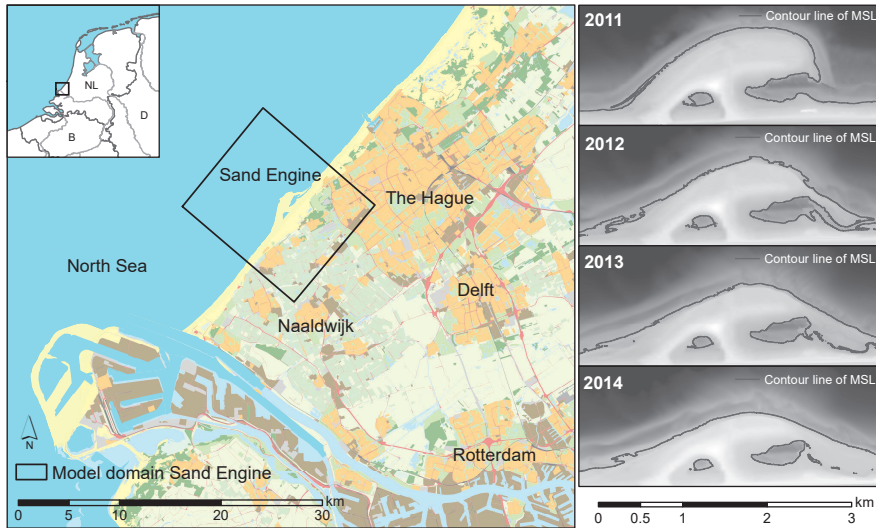 NL
D
B
Sand Engine
The Hague
North Sea
Delft
Naaldwijk
N
Rotterdam
Model domain Sand Engine
km
0 5 10 20 30
2011
Contour line of MSL
2012
Contour line of MSL
2013
Contour line of MSL
2014
Contour line of MSL
km
0 1 2 3